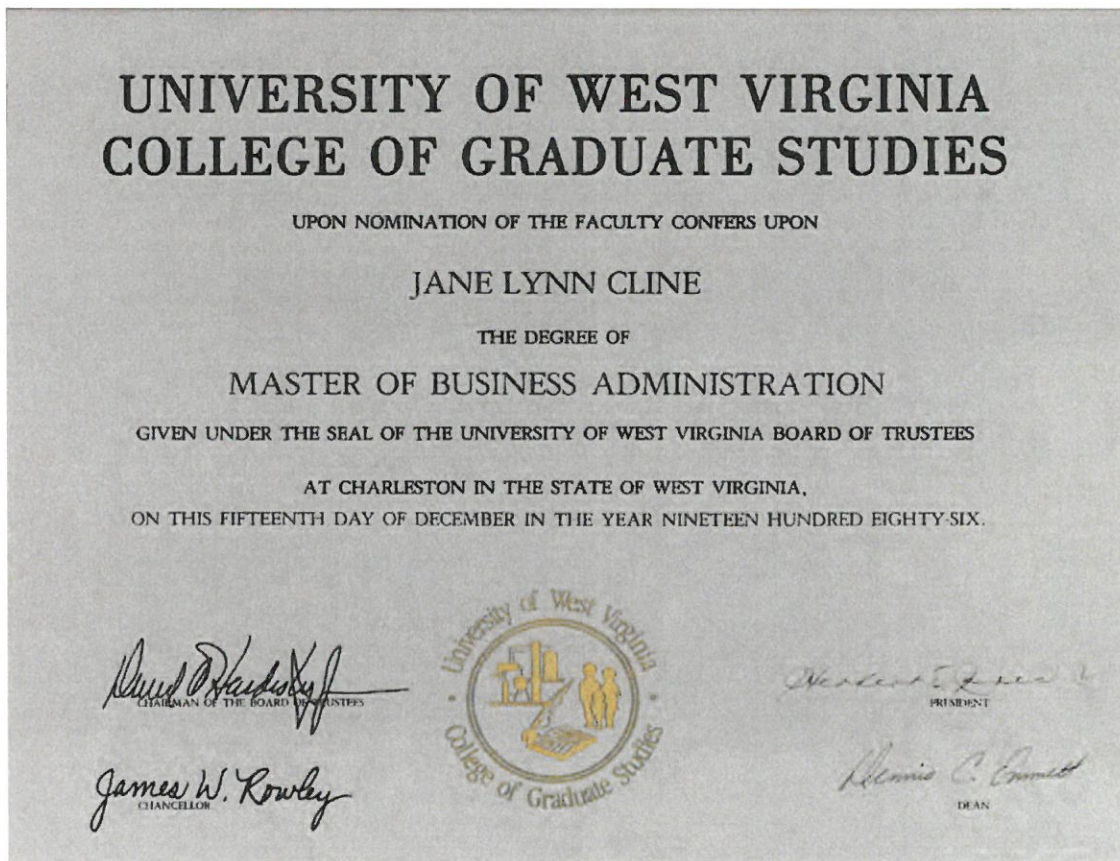 UNIVERSITY OF WEST VIRGINIA
COLLEGE OF GRADUATE STUDIES
UPON NOMINATION OF THE FACULTY CONFERS UPON
JANE LYNN CLINE
THE DEGREE OF
MASTER OF BUSINESS ADMINISTRATION
GIVEN UNDER THE SEAL OF THE UNIVERSITY OF WEST VIRGINIA BOARD OF TRUSTEES
AT CHARLESTON IN THE STATE OF WEST VIRGINIA,
ON THIS FIFTEENTH DAY OF DECEMBER IN THE YEAR NINETEEN HUNDRED EIGHTY-SIX.
CHAIRMAN OF THE BOARD OF TRUSTEES
James W. Rowley
CHANCELLOR
University of West Virginia
College of Graduate Studies
PRESIDENT
Dennis C. Emmett
DEAN